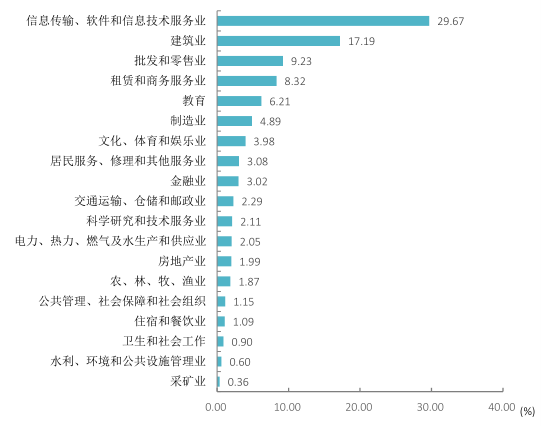 信息传输、软件和信息技术服务业 29.67
建筑业 17.19
批发和零售业 9.23
租赁和商务服务业 8.32
教育 6.21
制造业 4.89
文化、体育和娱乐业 3.98
居民服务、修理和其他服务业 3.08
金融业 3.02
交通运输、仓储和邮政业 2.29
科学研究和技术服务业 2.11
电力、热力、燃气及水生产和供应业 2.05
房地产业 1.99
农、林、牧、渔业 1.87
公共管理、社会保障和社会组织 1.15
住宿和餐饮业 1.09
卫生和社会工作 0.90
水利、环境和公共设施管理业 0.60
采矿业 0.36
0.00 10.00 20.00 30.00 40.00 (%)